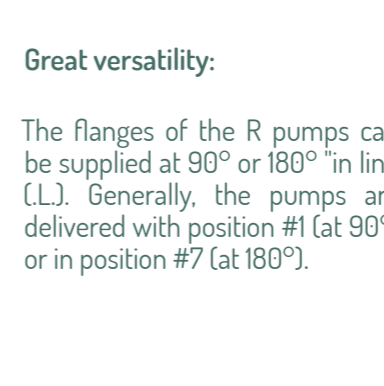 Great versatility:
The flanges of the R pumps ca
be supplied at 90° or 180° "in lin
(.L.). Generally, the pumps ar
delivered with position #1 (at 90°
or in position #7 (at 180°).